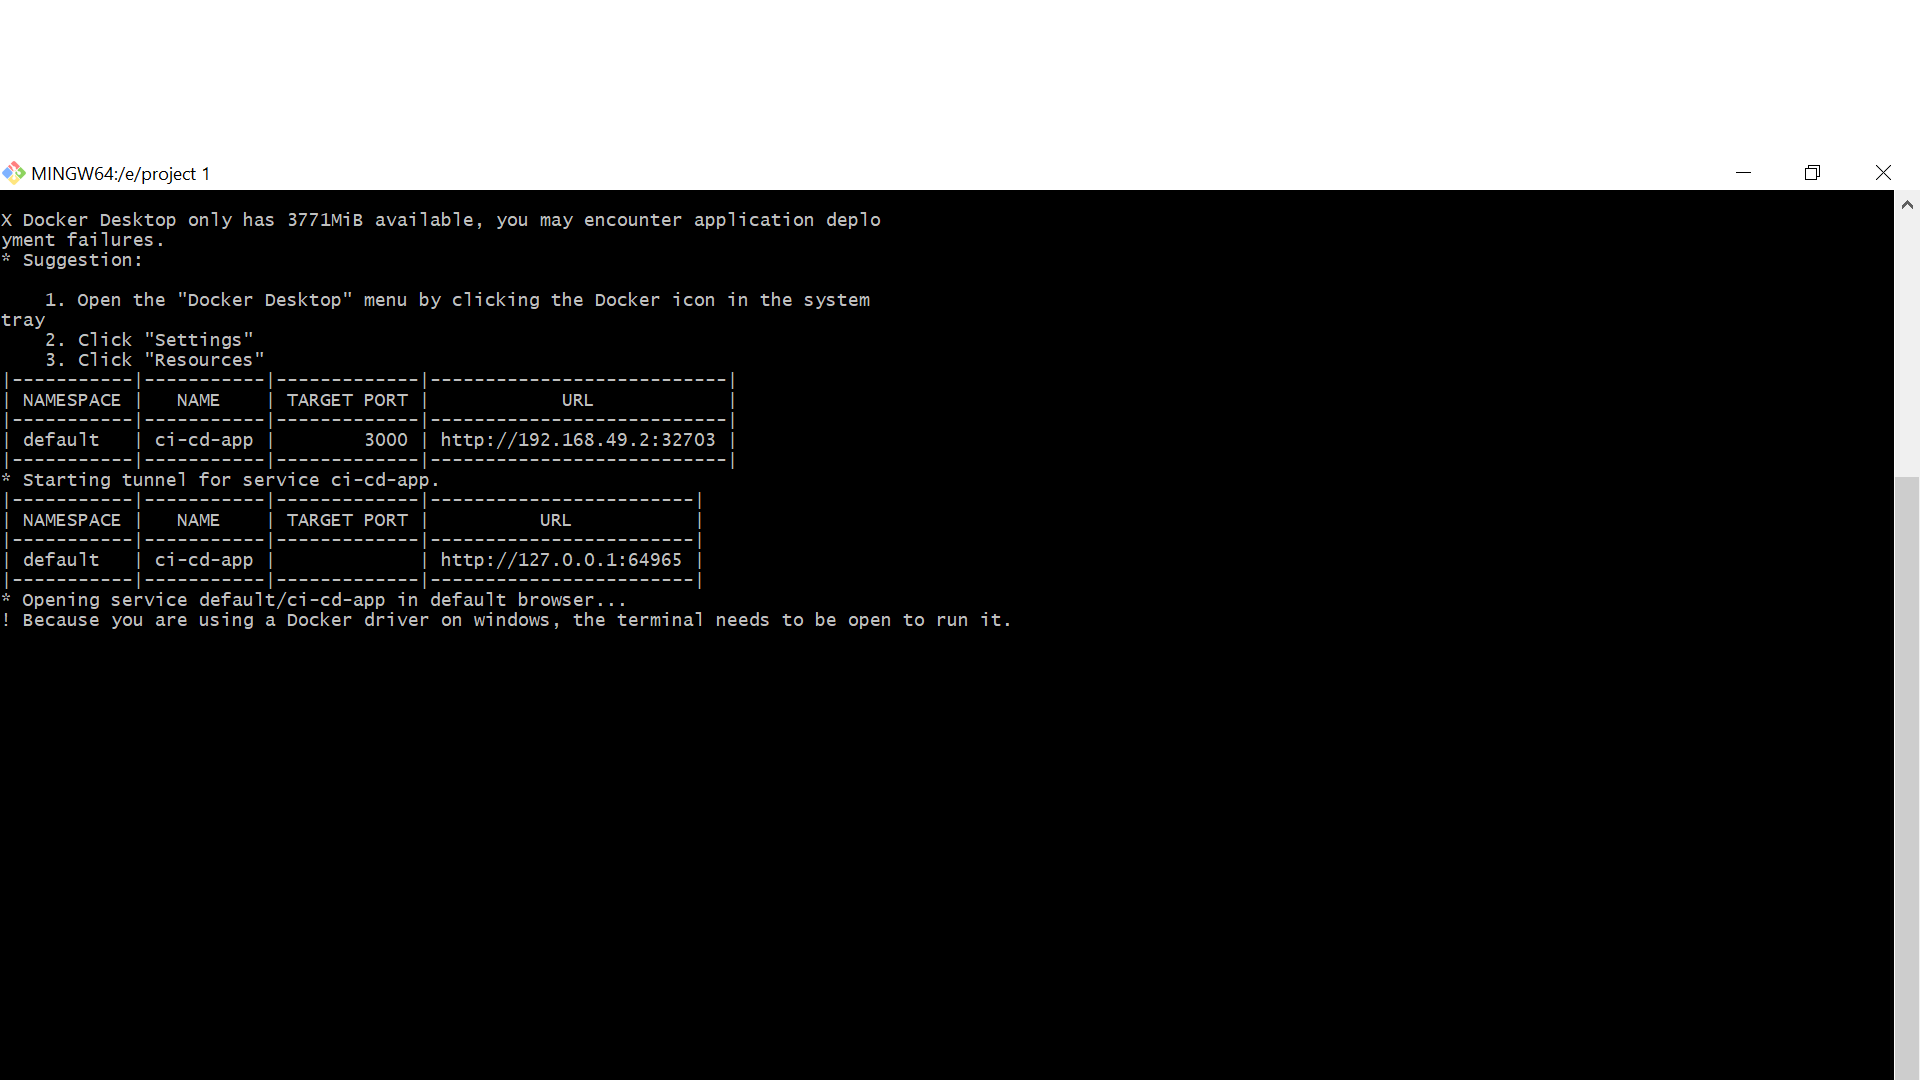 MINGW64:/e/project 1
X Docker Desktop only has 3771MiB available, you may encounter application deplo
yment failures.
* Suggestion:
    1. Open the "Docker Desktop" menu by clicking the Docker icon in the system
tray
    2. Click "Settings"
    3. Click "Resources"
|-----------|-----------|-------------|---------------------------|
| NAMESPACE |   NAME    | TARGET PORT |            URL            |
|-----------|-----------|-------------|---------------------------|
| default   | ci-cd-app |        3000 | http://192.168.49.2:32703 |
|-----------|-----------|-------------|---------------------------|
* Starting tunnel for service ci-cd-app.
|-----------|-----------|-------------|------------------------|
| NAMESPACE |   NAME    | TARGET PORT |          URL           |
|-----------|-----------|-------------|------------------------|
| default   | ci-cd-app |             | http://127.0.0.1:64965 |
|-----------|-----------|-------------|------------------------|
* Opening service default/ci-cd-app in default browser...
! Because you are using a Docker driver on windows, the terminal needs to be open to run it.